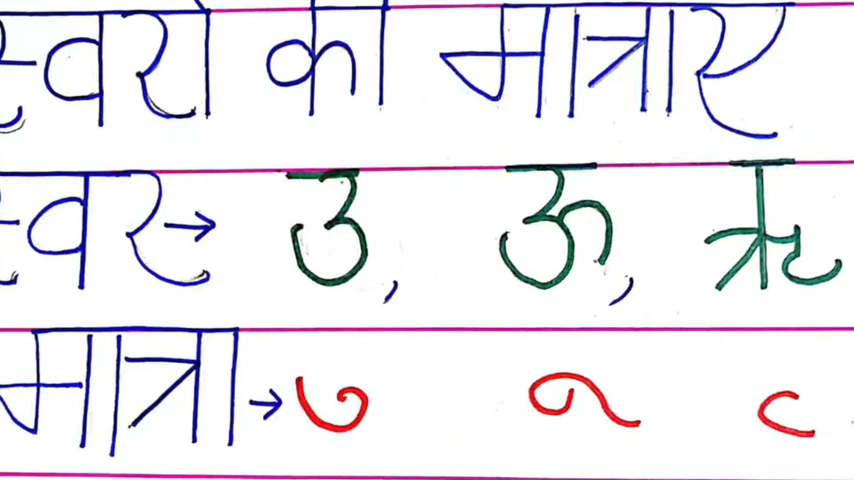 स्वरो की मात्राए
स्वर → उ, ऊ, ऋ
मात्रा → ु ू ृ